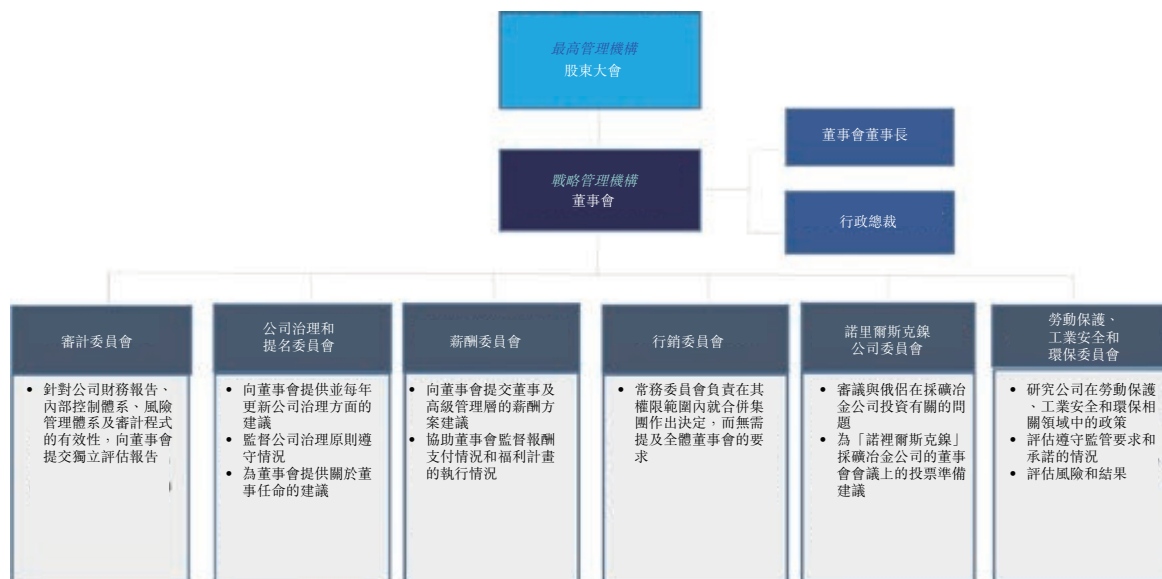 最高管理機構
股東大會
戰略管理機構
董事會
董事會董事長
行政總裁
審計委員會
• 針對公司財務報告、
內部控制體系、風險
管理體系及審計程式
的有效性，向董事會
提交獨立評估報告
公司治理和
提名委員會
• 向董事會提供並每年
更新公司治理方面的
建議
• 監督公司治理原則遵
守情況
• 為董事會提供關於董
事任命的建議
薪酬委員會
• 向董事會提交董事及
高級管理層的薪酬方
案建議
• 協助董事會監督報酬
支付情況和福利計畫
的執行情況
行銷委員會
• 常務委員會負責在其
權限範圍內就合併集
團作出決定，而無需
提及全體董事會的要
求
諾里爾斯克鎳
公司委員會
• 審議與俄侶在採礦冶
金公司投資有關的問
題
• 為「諾裡爾斯克鎳」
採礦冶金公司的董事
會會議上的投票準備
建議
勞動保護、
工業安全和
環保委員會
• 研究公司在勞動保護
、工業安全和環保相
關領域中的政策
• 評估遵守監管要求和
承諾的情況
• 評估風險和結果